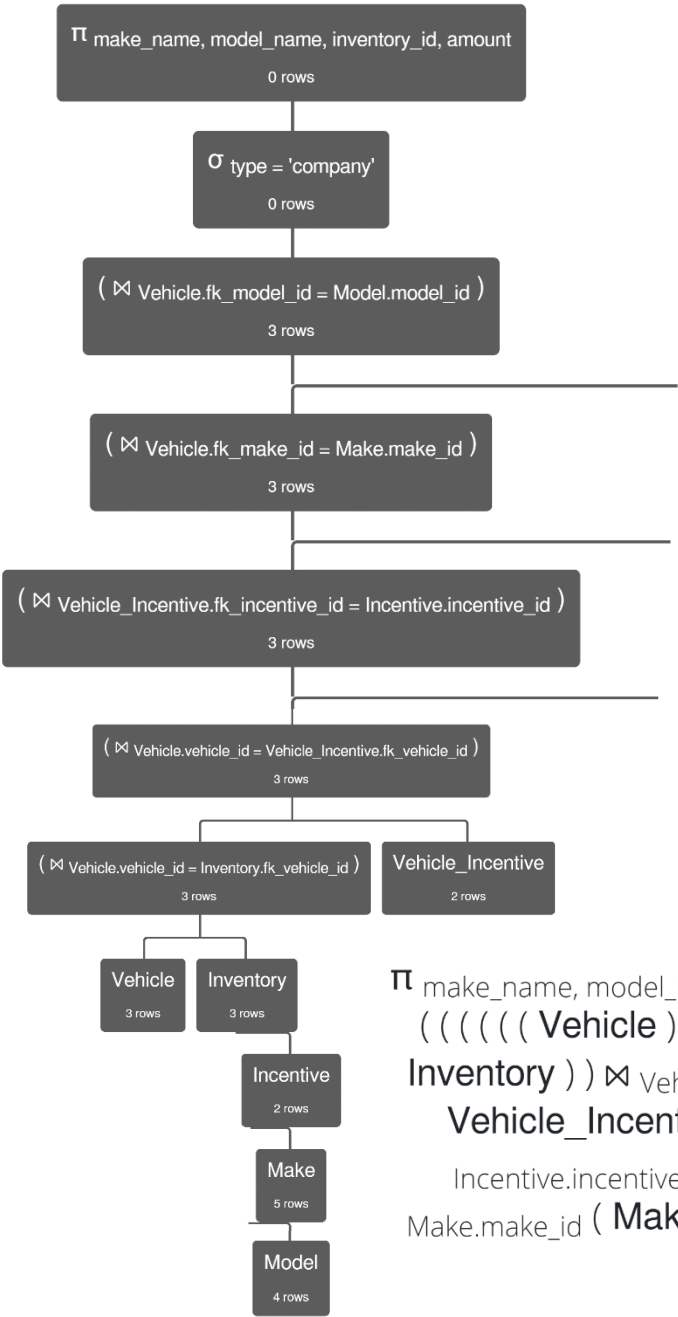 π make_name, model_name, inventory_id, amount
0 rows
σ type = 'company'
0 rows
( ⋈ Vehicle.fk_model_id = Model.model_id )
3 rows
( ⋈ Vehicle.fk_make_id = Make.make_id )
3 rows
( ⋈ Vehicle_Incentive.fk_incentive_id = Incentive.incentive_id )
3 rows
( ⋈ Vehicle.vehicle_id = Vehicle_Incentive.fk_vehicle_id )
3 rows
( ⋈ Vehicle.vehicle_id = Inventory.fk_vehicle_id )
3 rows
Vehicle_Incentive
2 rows
Vehicle
3 rows
Inventory
3 rows
Incentive
2 rows
Make
5 rows
Model
4 rows
π make_name, model_
( ( ( ( ( ( Vehicle )
Inventory ) ) ⋈ Veh
Vehicle_Incent
Incentive.incentive
Make.make_id ( Mak